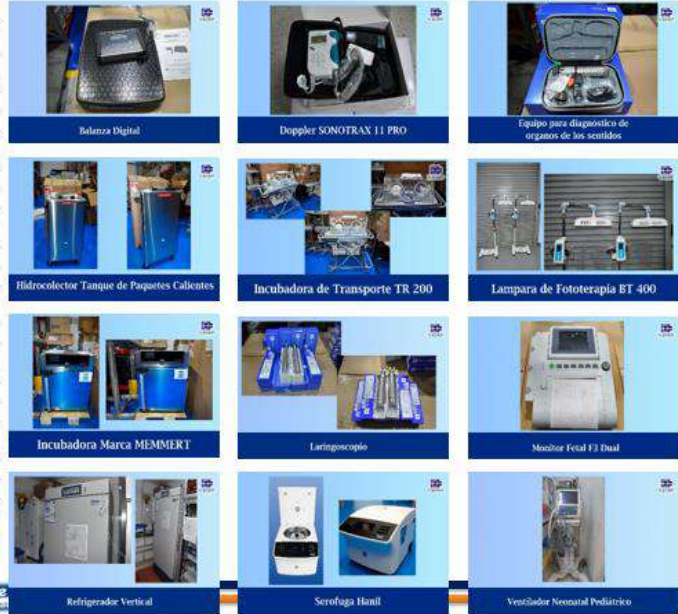 Balanza Digital
Doppler SONOTRAX 11 PRO
Equipo para diagnóstico de
organos de los sentidos
Hidrocolector Tanque de Paquetes Calientes
Incubadora de Transporte TR 200
Lampara de Fototerapia BT 400
Incubadora Marca MEMMERT
Laringoscopio
Monitor Fetal F3 Dual
Refrigerador Vertical
Serofuga Hanil
Ventilador Neonatal Pediátrico